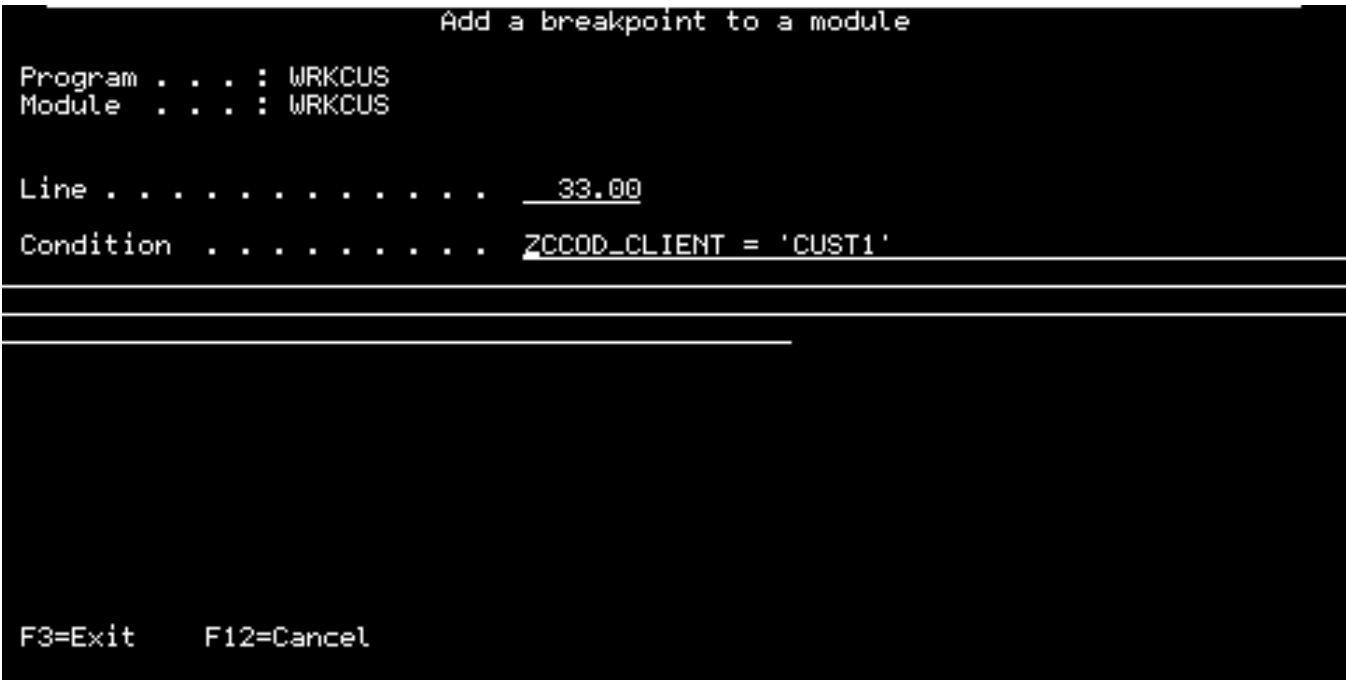 Add a breakpoint to a module
Program . . . : WRKCUS
Module  . . . : WRKCUS
Line . . . . . . . . . . . .   33.00
Condition  . . . . . . . . .  ZCCOD_CLIENT = 'CUST1'
F3=Exit    F12=Cancel